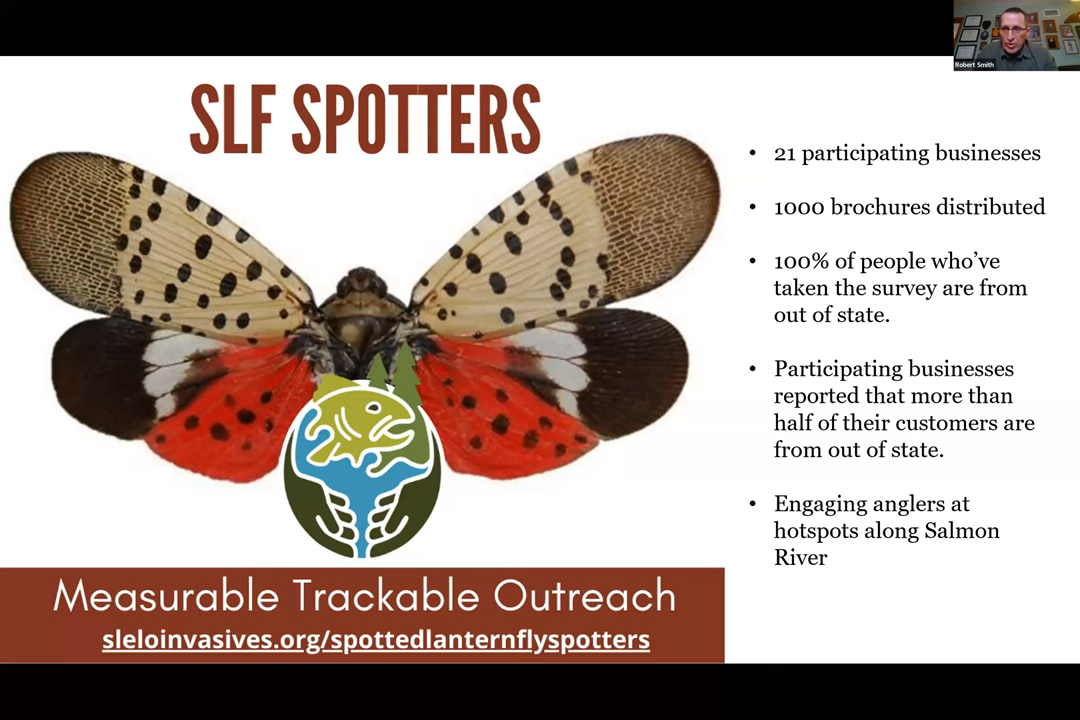 Robert Smith
SLF SPOTTERS
• 21 participating businesses
• 1000 brochures distributed
• 100% of people who’ve
taken the survey are from
out of state.
• Participating businesses
reported that more than
half of their customers are
from out of state.
• Engaging anglers at
hotspots along Salmon
River
Measurable Trackable Outreach
sleloinvasives.org/spottedlanternflyspotters